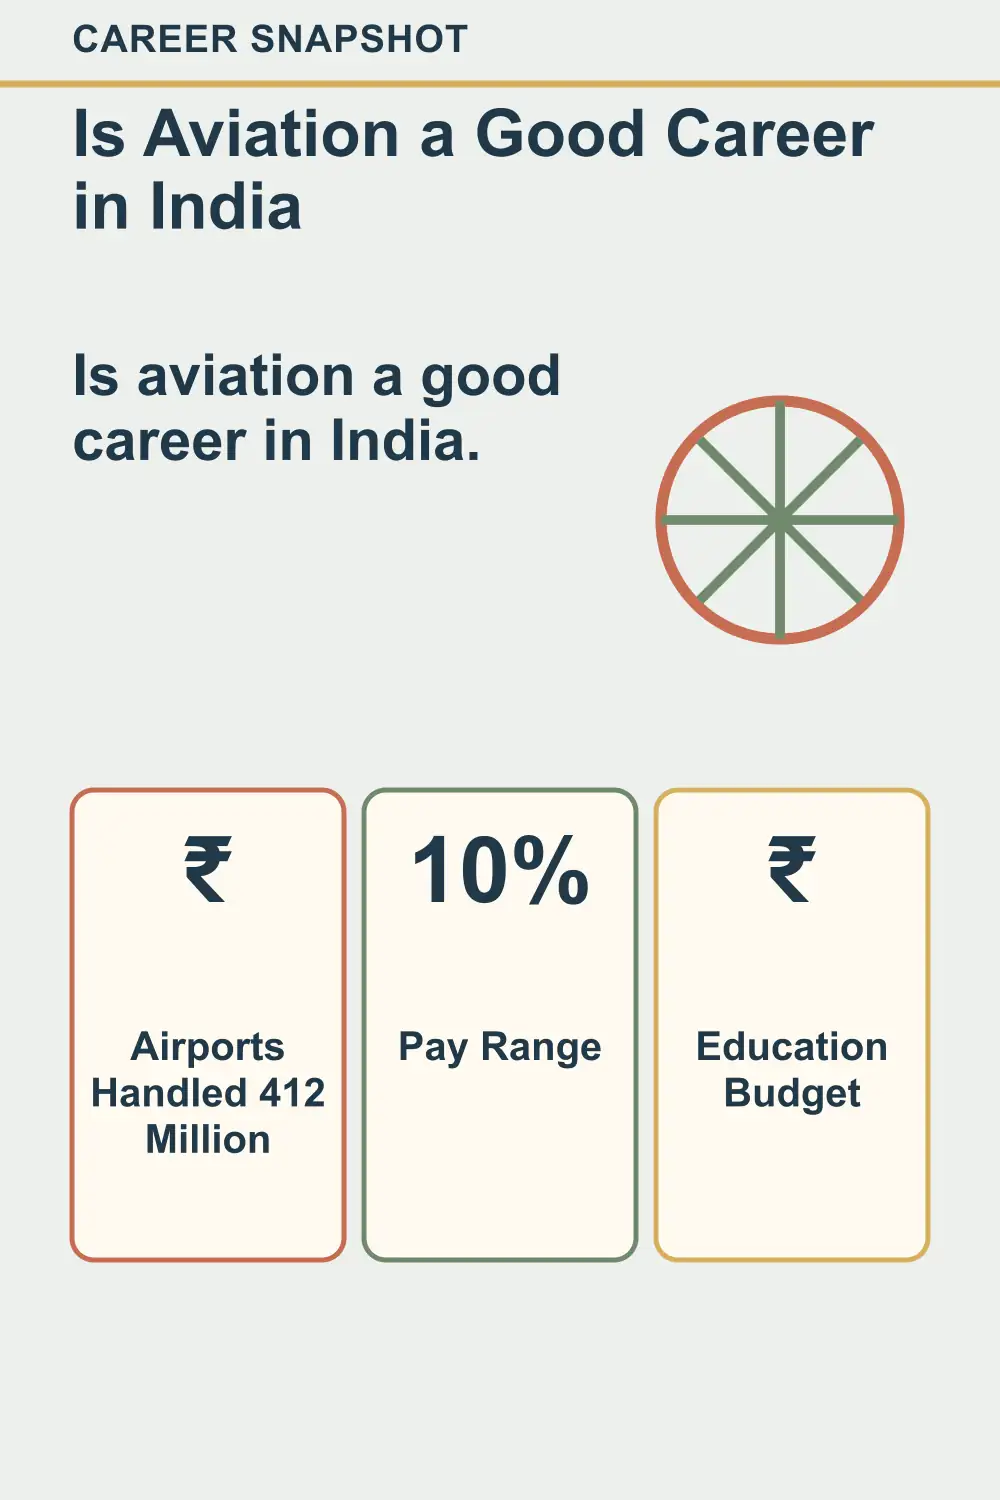 CAREER SNAPSHOT
Is Aviation a Good Career
in India
Is aviation a good
career in India.
₹
Airports
Handled 412
Million
10%
Pay Range
₹
Education
Budget